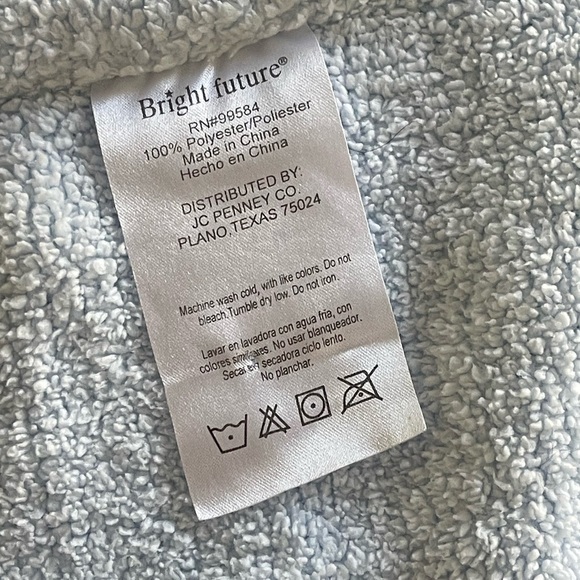 Bright future®
RN#99584
100% Polyester/Poliester
Made in China
Hecho en China
DISTRIBUTED BY:
JC PENNEY CO.
PLANO,TEXAS 75024
Machine wash cold, with like colors. Do not
bleach.Tumble dry low. Do not iron.
Lavar en lavadora con agua fria, con
colores similares. No usar blanqueador.
Secar en secadora ciclo lento.
No planchar.